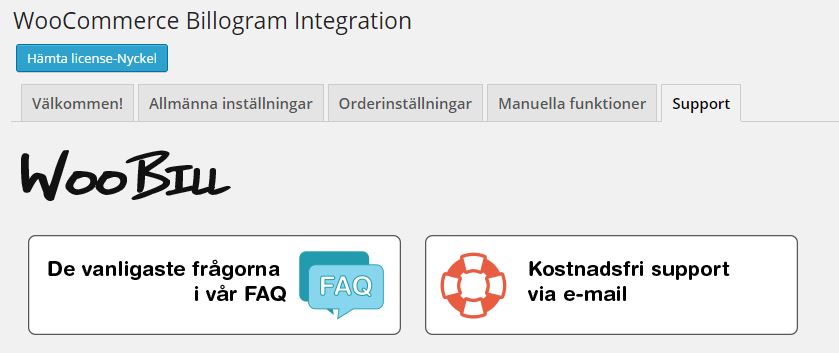 WooCommerce Billogram Integration
Hämta license-Nyckel
Välkommen! Allmänna inställningar Orderinställningar Manuella funktioner Support
WOOBILL
De vanligaste frågorna
i vår FAQ
FAQ
Kostnadsfri support
via e-mail